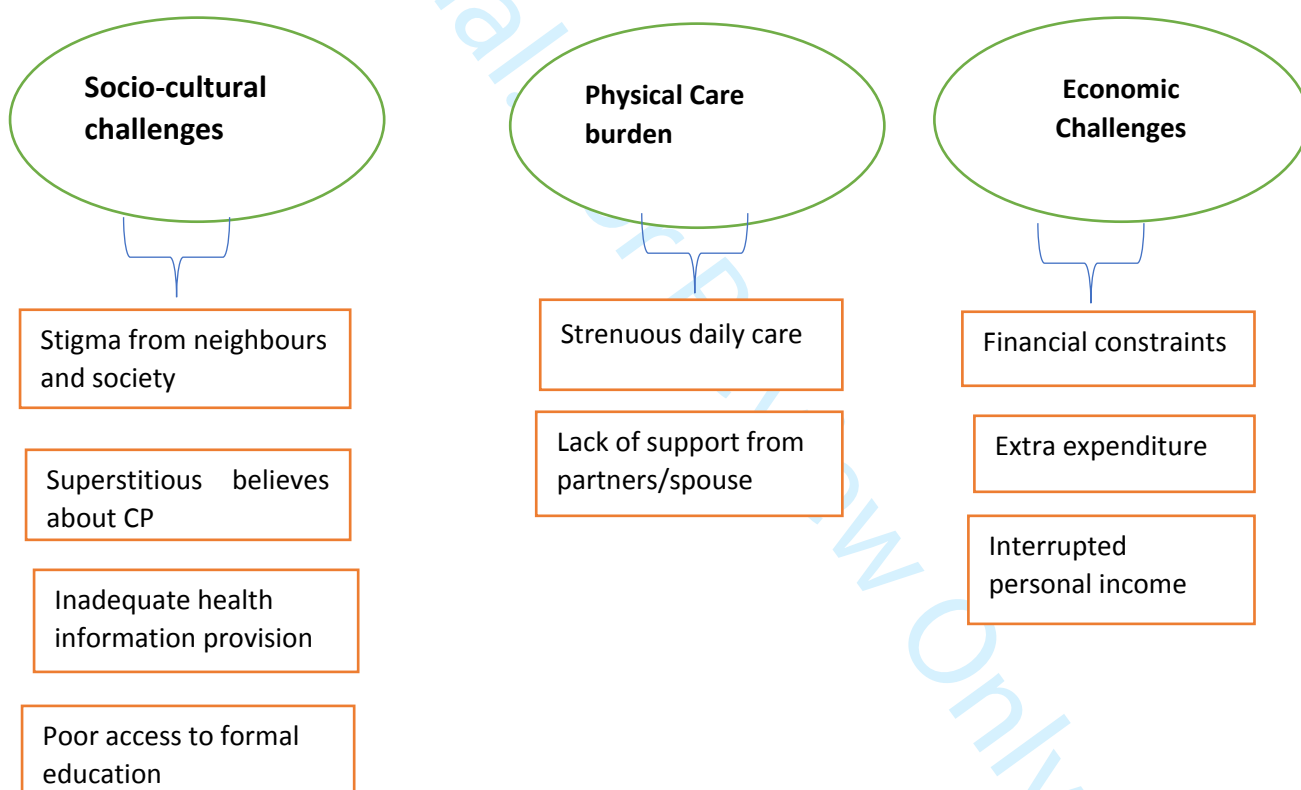 Socio-cultural
challenges
Stigma from neighbours
and society
Superstitious believes
about CP
Inadequate health
information provision
Poor access to formal
education
Physical Care
burden
Strenuous daily care
Lack of support from
partners/spouse
Economic
Challenges
Financial constraints
Extra expenditure
Interrupted
personal income